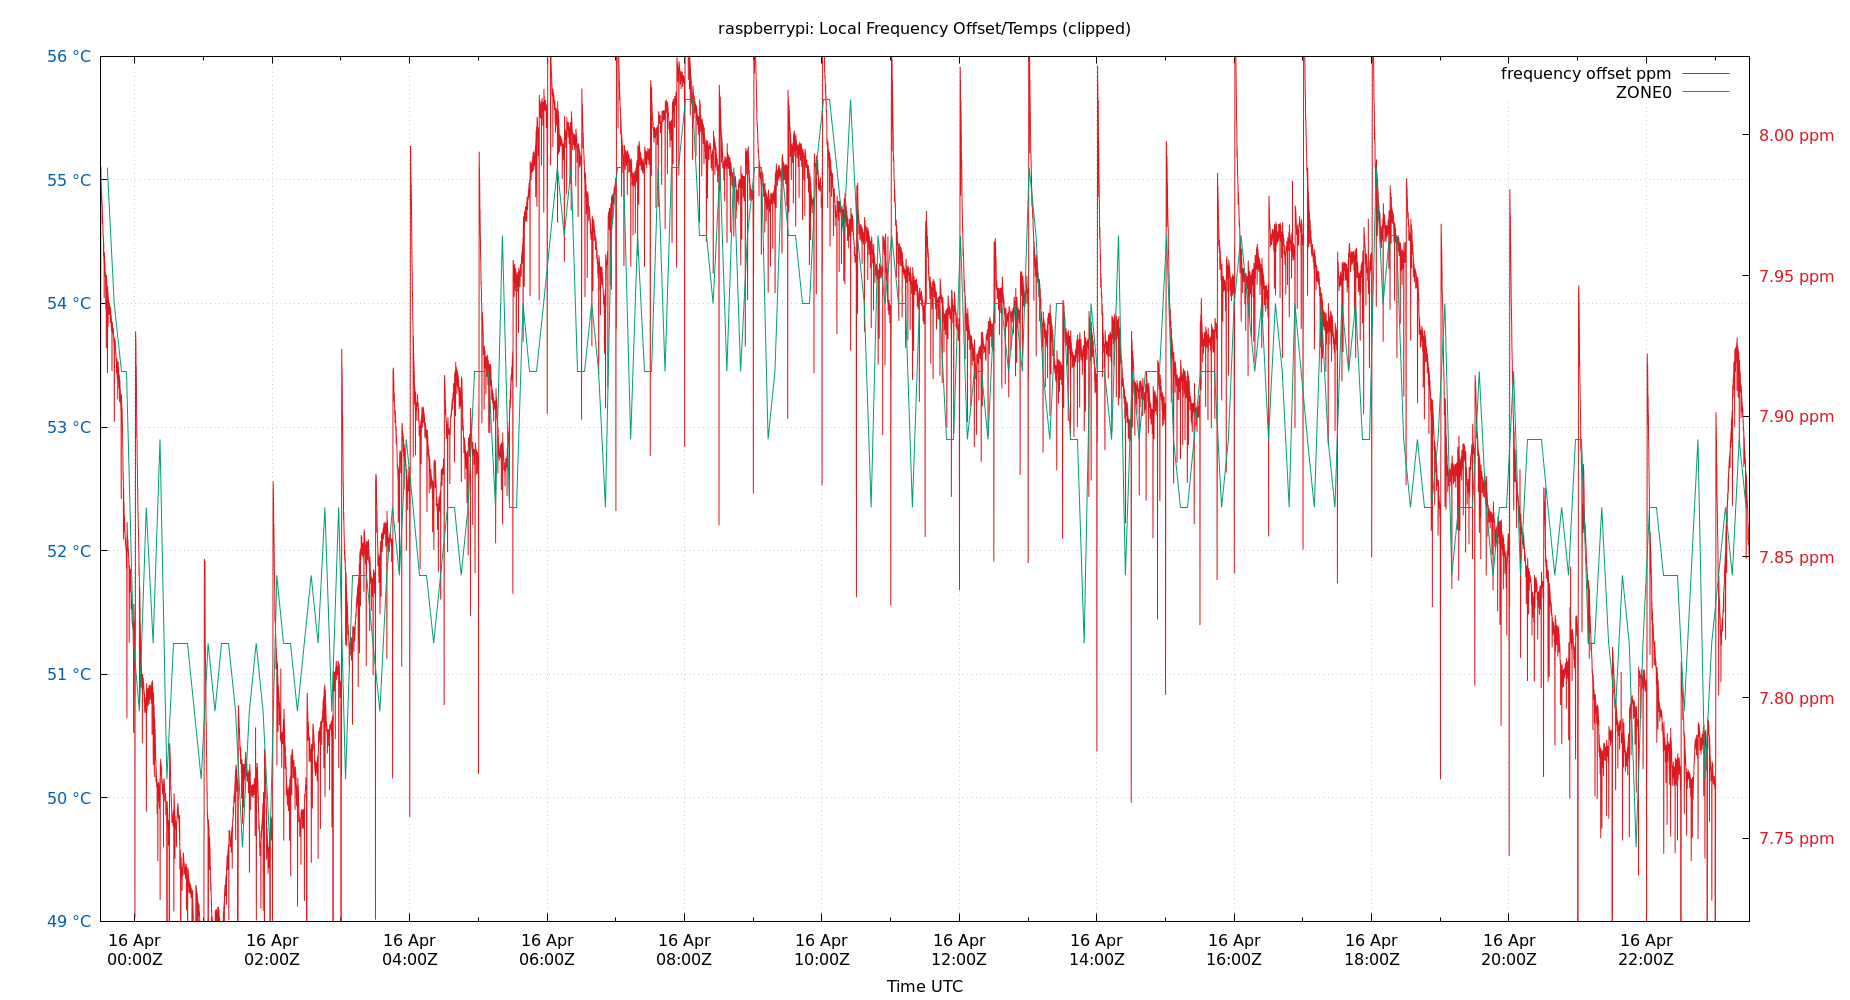 raspberrypi: Local Frequency Offset/Temps (clipped)
frequency offset ppm
ZONE0
56 °C
55 °C
54 °C
53 °C
52 °C
51 °C
50 °C
49 °C
8.00 ppm
7.95 ppm
7.90 ppm
7.85 ppm
7.80 ppm
7.75 ppm
16 Apr 16 Apr 16 Apr 16 Apr 16 Apr 16 Apr 16 Apr 16 Apr 16 Apr 16 Apr 16 Apr 16 Apr
00:00Z 02:00Z 04:00Z 06:00Z 08:00Z 10:00Z 12:00Z 14:00Z 16:00Z 18:00Z 20:00Z 22:00Z
Time UTC